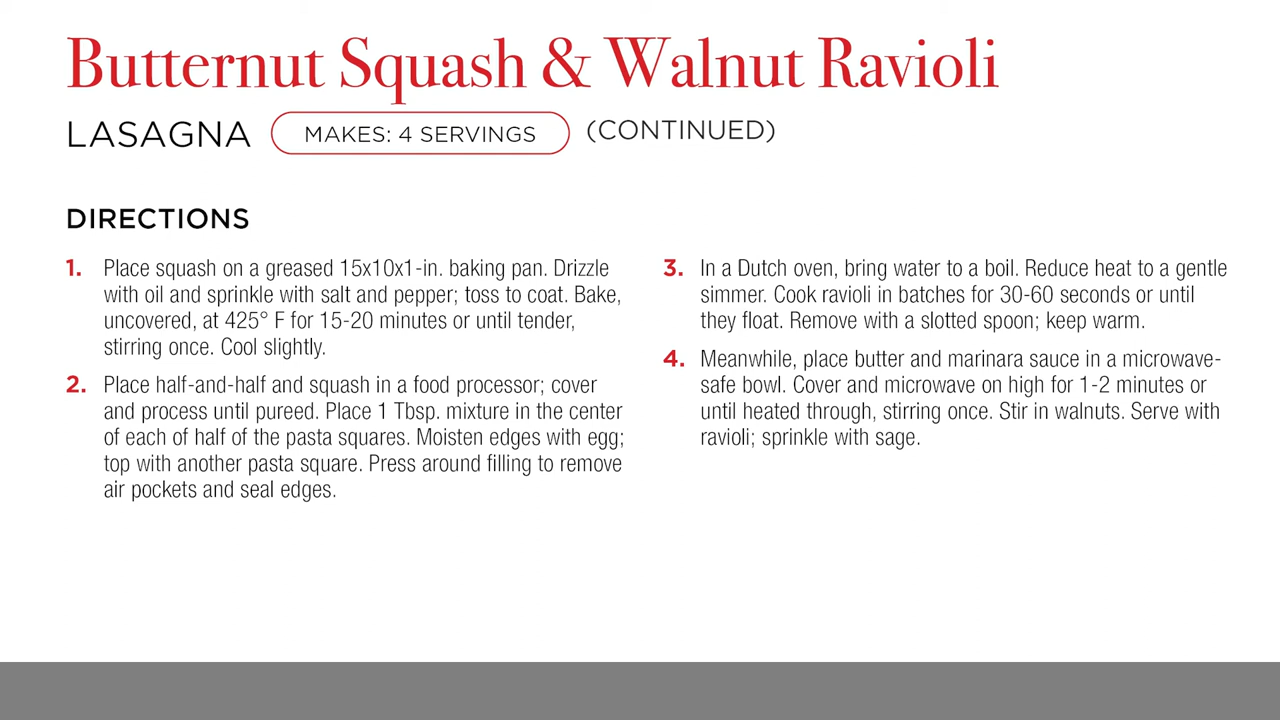 Butternut Squash & Walnut Ravioli
LASAGNA MAKES: 4 SERVINGS (CONTINUED)
DIRECTIONS
1. Place squash on a greased 15x10x1-in. baking pan. Drizzle
with oil and sprinkle with salt and pepper; toss to coat. Bake,
uncovered, at 425° F for 15-20 minutes or until tender,
stirring once. Cool slightly.
2. Place half-and-half and squash in a food processor; cover
and process until pureed. Place 1 Tbsp. mixture in the center
of each of half of the pasta squares. Moisten edges with egg;
top with another pasta square. Press around filling to remove
air pockets and seal edges.
3. In a Dutch oven, bring water to a boil. Reduce heat to a gentle
simmer. Cook ravioli in batches for 30-60 seconds or until
they float. Remove with a slotted spoon; keep warm.
4. Meanwhile, place butter and marinara sauce in a microwave-
safe bowl. Cover and microwave on high for 1-2 minutes or
until heated through, stirring once. Stir in walnuts. Serve with
ravioli; sprinkle with sage.